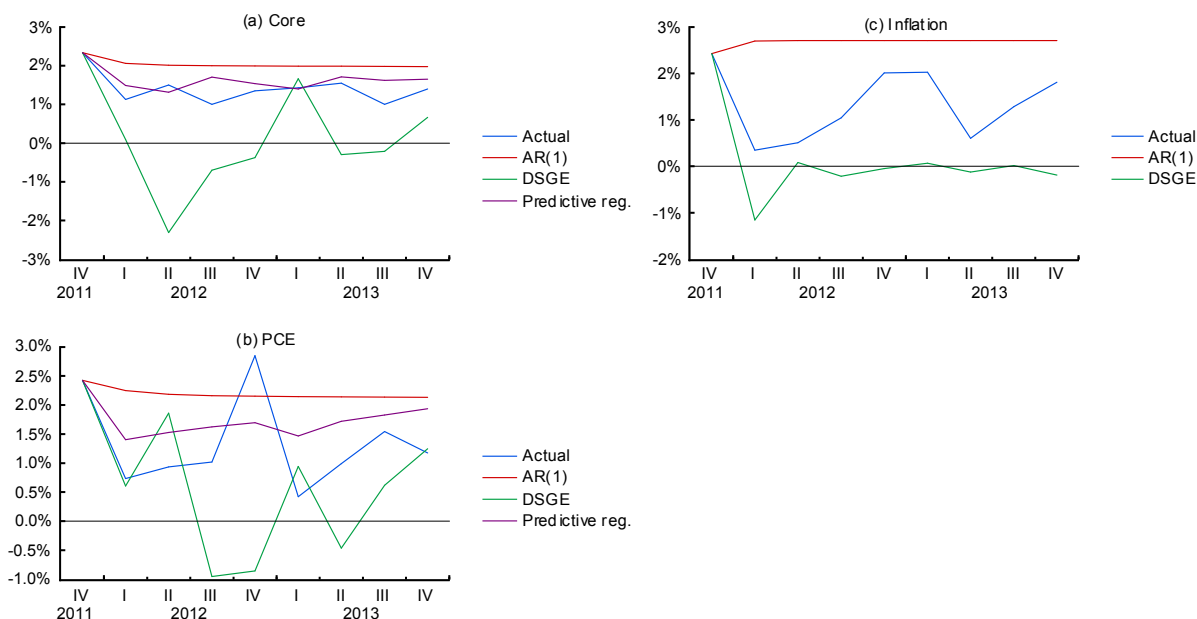 (a) Core
3%
2%
1%
0%
-1%
-2%
-3%
IV I II III IV I II III IV
2011 2012 2013
Actual
AR(1)
DSGE
Predictive reg.
(c) Inflation
3%
2%
1%
0%
-1%
-2%
IV I II III IV I II III IV
2011 2012 2013
Actual
AR(1)
DSGE
(b) PCE
3.0%
2.5%
2.0%
1.5%
1.0%
0.5%
0.0%
-0.5%
-1.0%
IV I II III IV I II III IV
2011 2012 2013
Actual
AR(1)
DSGE
Predictive reg.